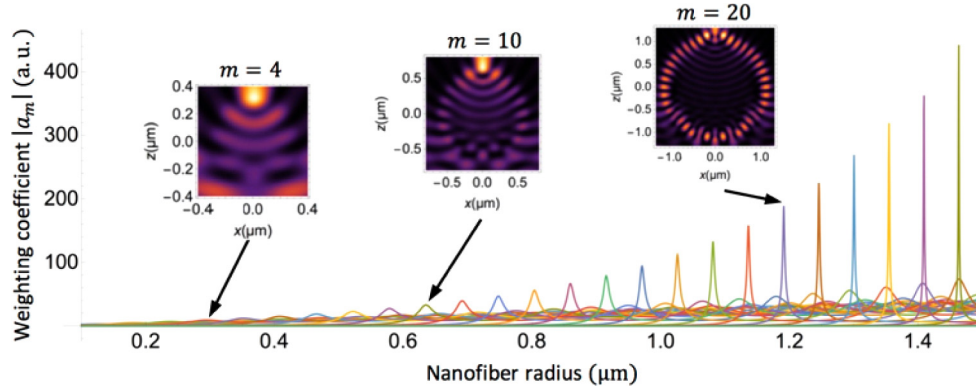 m = 4
m = 10
m = 20
Weighting coefficient |a_m| (a. u.)
400
300
200
100
0.2 0.4 0.6 0.8 1.0 1.2 1.4
Nanofiber radius (μm)
z(μm)
0.4
0.2
0.0
-0.2
-0.4
-0.4 0.0 0.4
x(μm)
z(μm)
0.5
0.0
-0.5
-0.5 0.0 0.5
x(μm)
z(μm)
1.0
0.5
0.0
-0.5
-1.0
-1.0 0.0 1.0
x(μm)